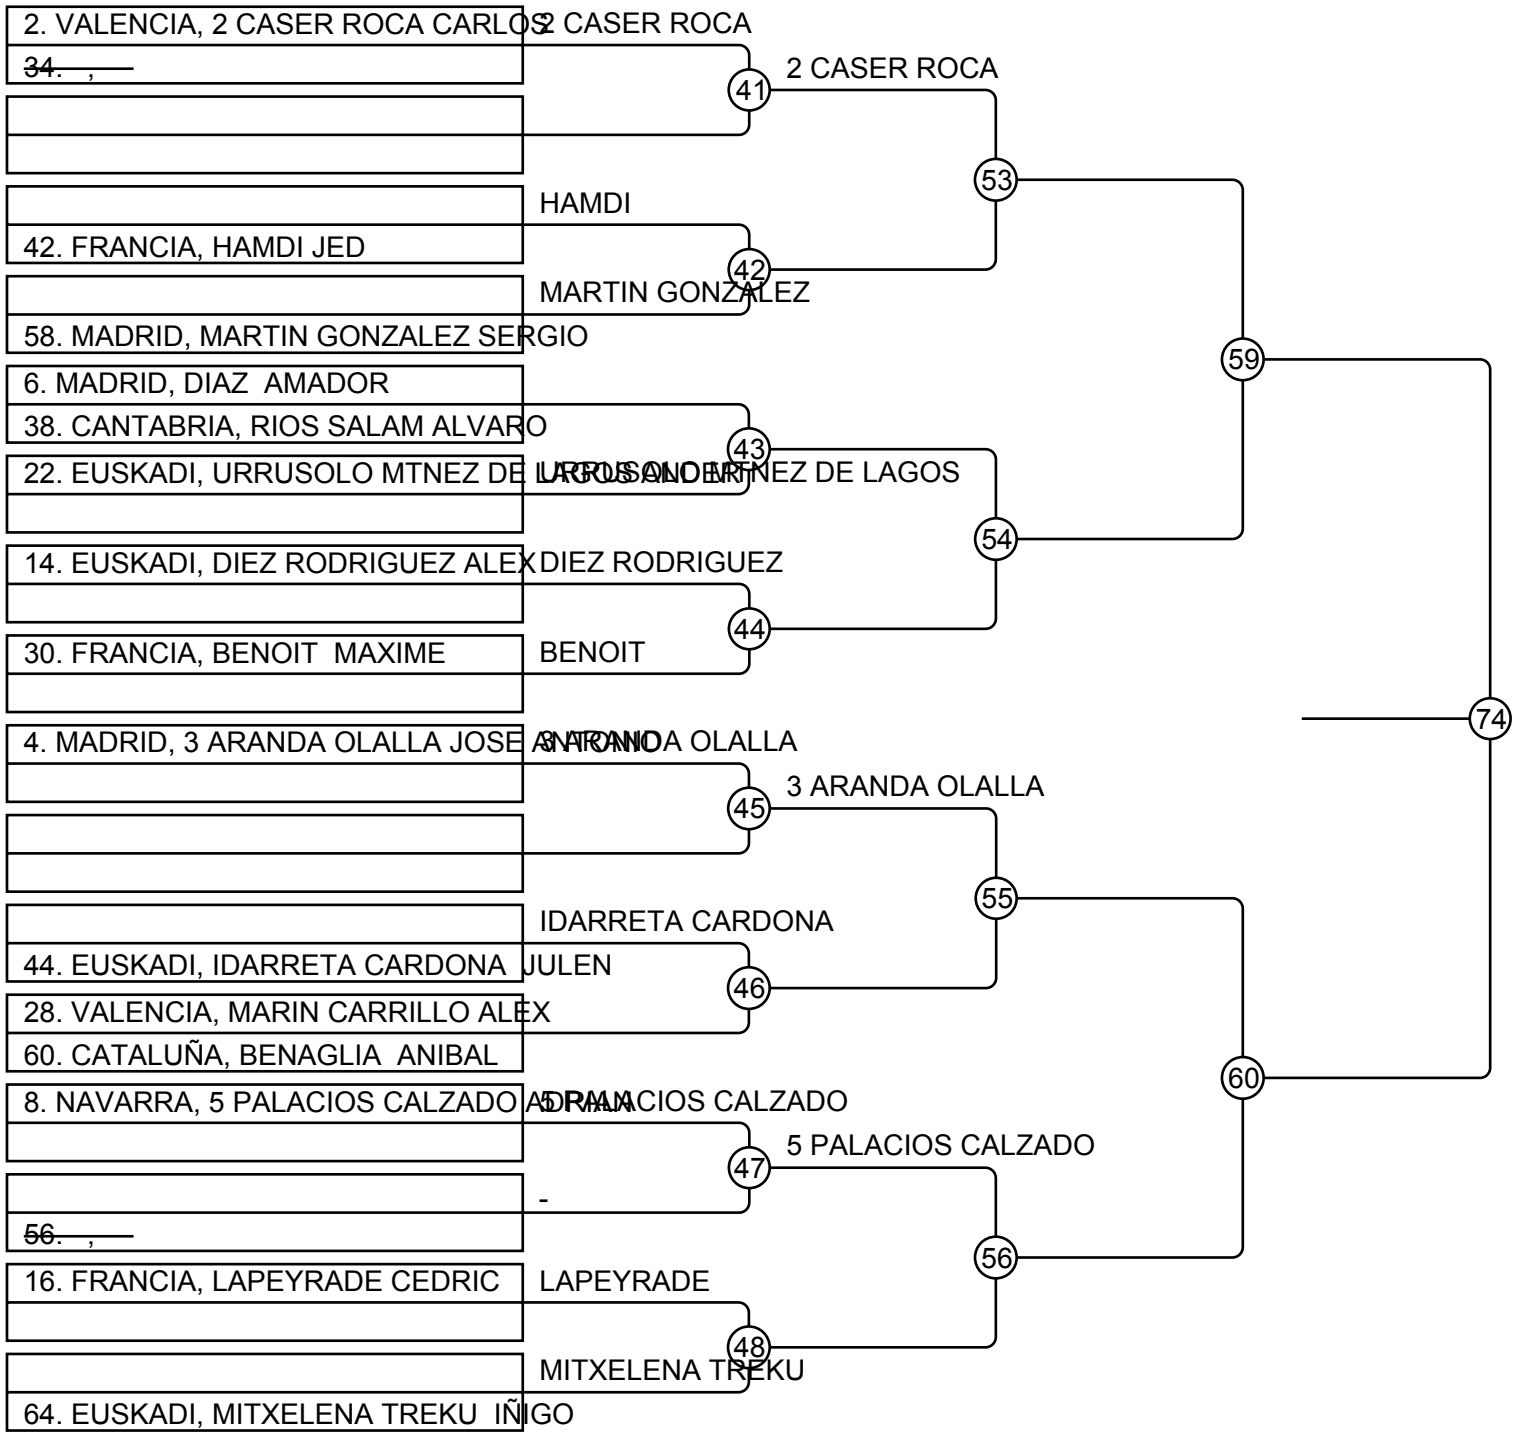 2. VALENCIA, 2 CASER ROCA CARLOS
2 CASER ROCA
34. ,
2 CASER ROCA
41
53
HAMDI
42. FRANCIA, HAMDI JED
42
MARTIN GONZALEZ
58. MADRID, MARTIN GONZALEZ SERGIO
59
6. MADRID, DIAZ AMADOR
38. CANTABRIA, RIOS SALAM ALVARO
43
22. EUSKADI, URRUSOLO MTNEZ DE LAGOS ANDER
URRUSOLO MTNEZ DE LAGOS
54
14. EUSKADI, DIEZ RODRIGUEZ ALEX
DIEZ RODRIGUEZ
44
30. FRANCIA, BENOIT MAXIME
BENOIT
74
4. MADRID, 3 ARANDA OLALLA JOSE ANTONIO
3 ARANDA OLALLA
3 ARANDA OLALLA
45
55
IDARRETA CARDONA
44. EUSKADI, IDARRETA CARDONA JULEN
46
28. VALENCIA, MARIN CARRILLO ALEX
60. CATALUÑA, BENAGLIA ANIBAL
60
8. NAVARRA, 5 PALACIOS CALZADO ADRIAN
5 PALACIOS CALZADO
5 PALACIOS CALZADO
47
-
56. ,
56
16. FRANCIA, LAPEYRADE CEDRIC
LAPEYRADE
48
MITXELENA TREKU
64. EUSKADI, MITXELENA TREKU IÑIGO